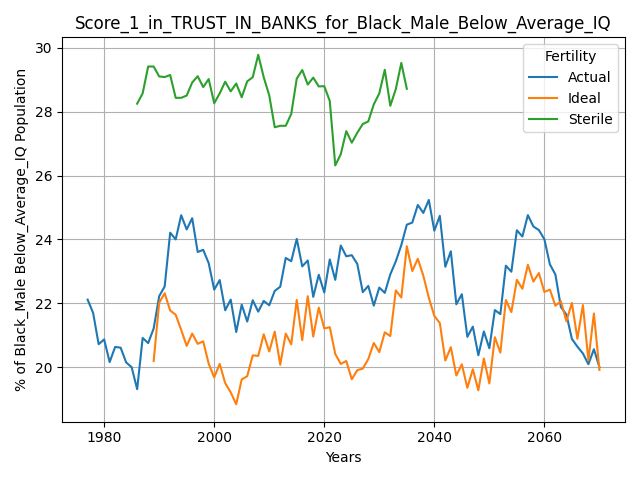 Score_1_in_TRUST_IN_BANKS_for_Black_Male_Below_Average_IQ
% of Black_Male Below_Average_IQ Population
30
28
26
24
22
20
Fertility
Actual
Ideal
Sterile
1980
2000
2020
2040
2060
Years